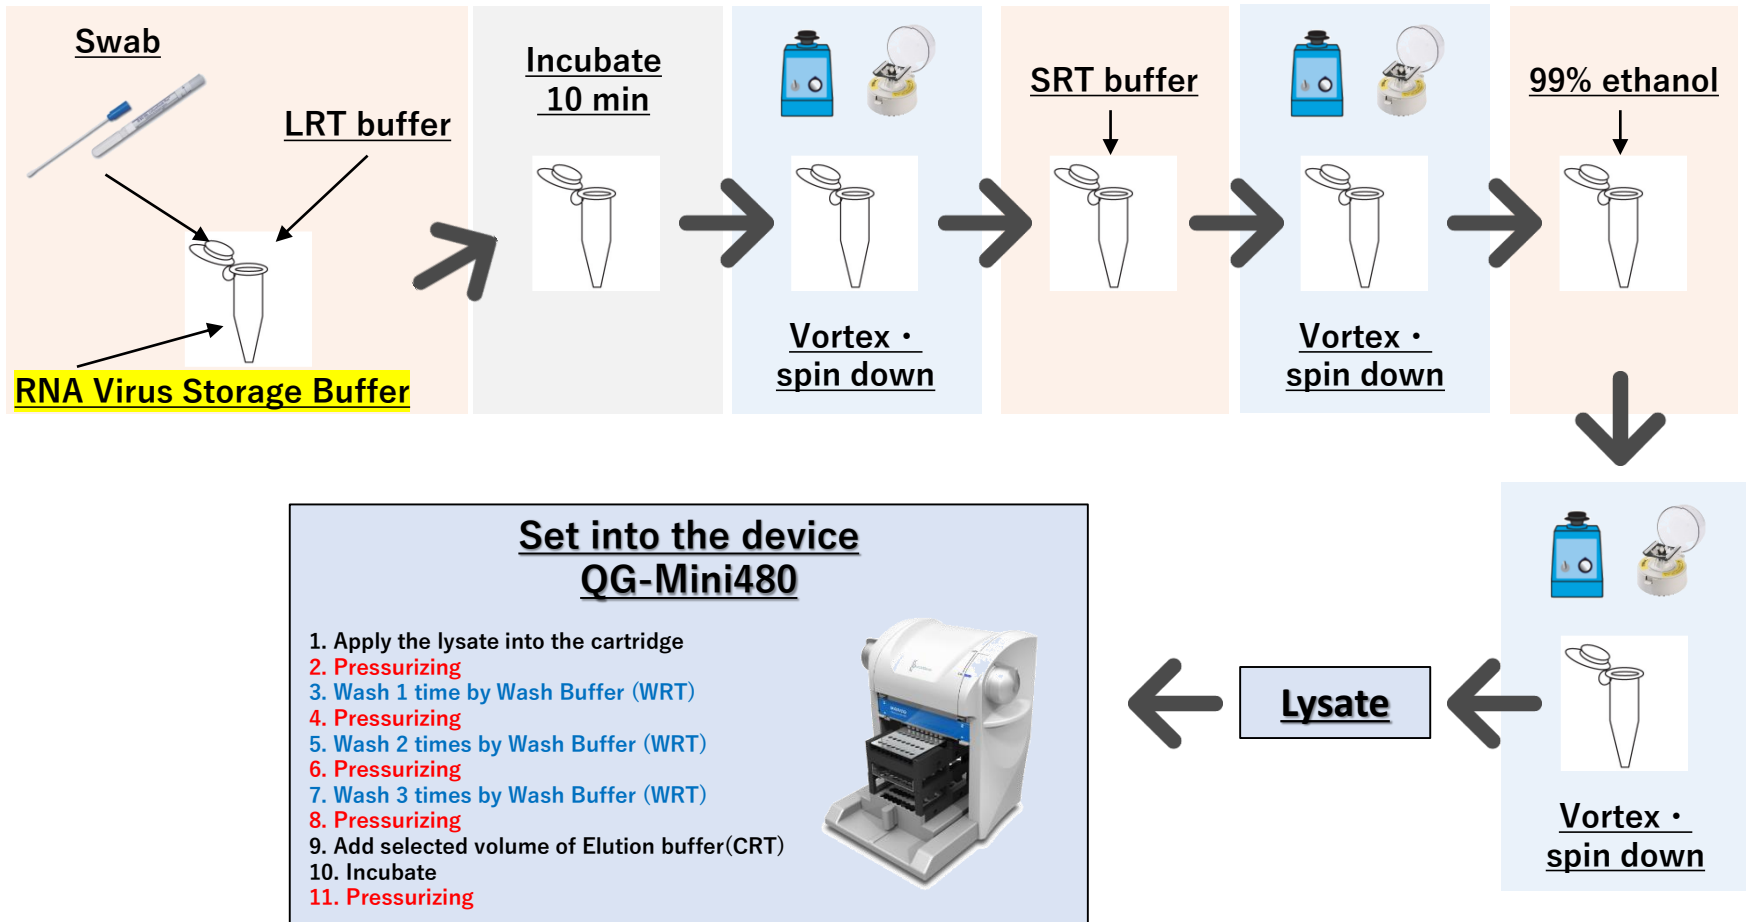 Swab
LRT buffer
RNA Virus Storage Buffer
Incubate
10 min
Vortex・
spin down
SRT buffer
Vortex・
spin down
99% ethanol
Vortex・
spin down
Lysate
Set into the device
QG-Mini480
1. Apply the lysate into the cartridge
2. Pressurizing
3. Wash 1 time by Wash Buffer (WRT)
4. Pressurizing
5. Wash 2 times by Wash Buffer (WRT)
6. Pressurizing
7. Wash 3 times by Wash Buffer (WRT)
8. Pressurizing
9. Add selected volume of Elution buffer(CRT)
10. Incubate
11. Pressurizing